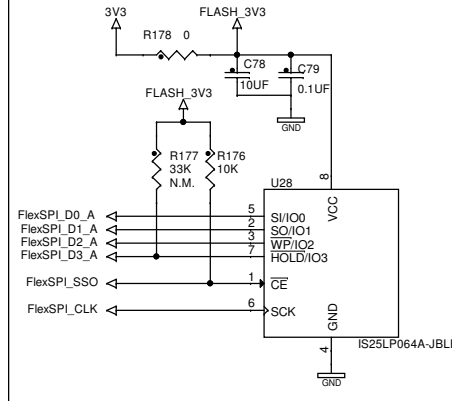 3V3
FLASH_3V3
R178 0
C78
10UF
C79
0.1UF
GND
FLASH_3V3
R177
33K
N.M.
R176
10K
U28
8
VCC
FlexSPI_D0_A
5
SI/IO0
FlexSPI_D1_A
2
SO/IO1
FlexSPI_D2_A
3
WP/IO2
FlexSPI_D3_A
7
HOLD/IO3
FlexSPI_SSO
1
CE
FlexSPI_CLK
6
SCK
GND
4
IS25LP064A-JBL
GND